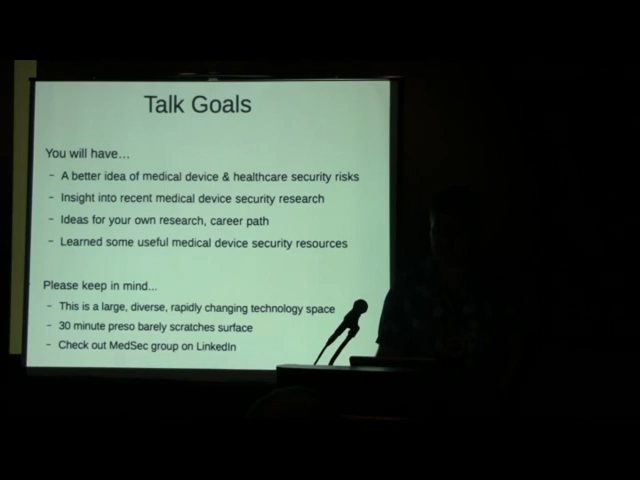 Talk Goals
You will have…
– A better idea of medical device & healthcare security risks
– Insight into recent medical device security research
– Ideas for your own research, career path
– Learned some useful medical device security resources
Please keep in mind...
– This is a large, diverse, rapidly changing technology space
– 30 minute preso barely scratches surface
– Check out MedSec group on LinkedIn